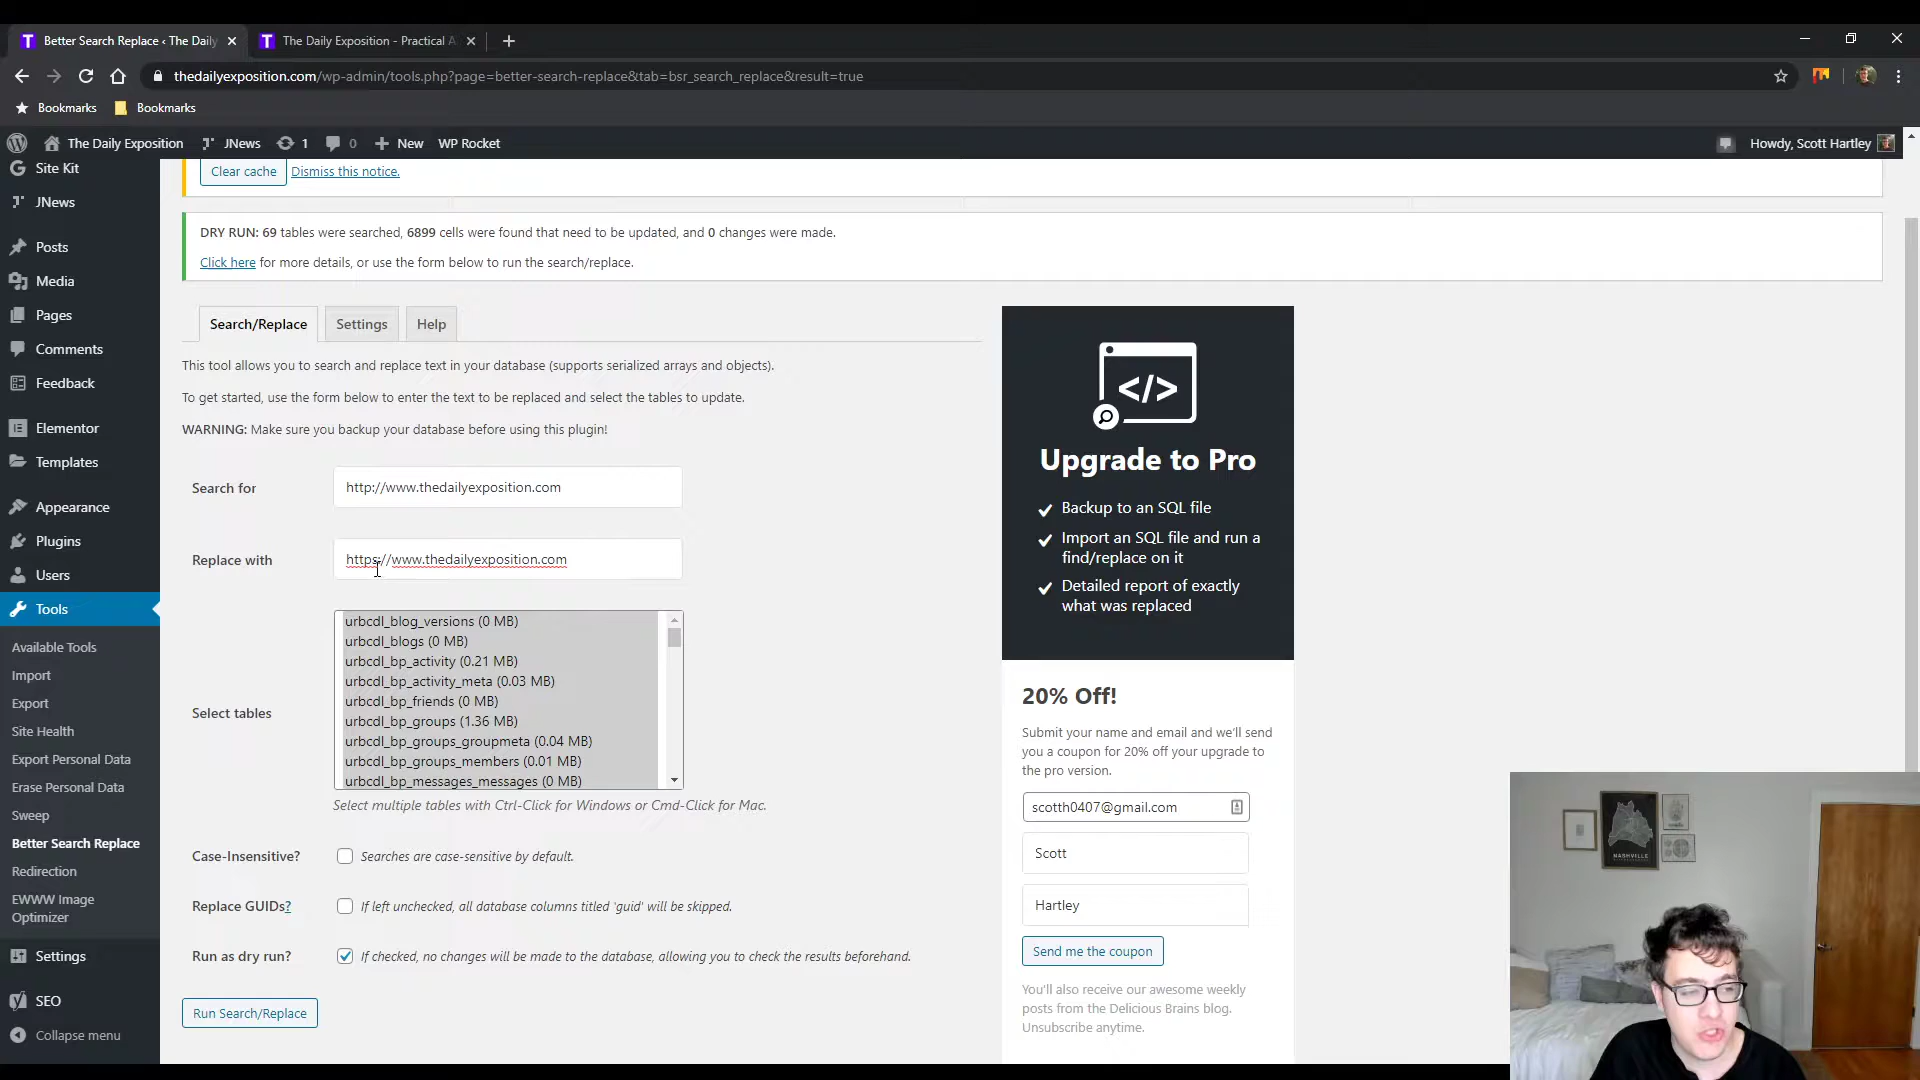 Better Search Replace ‹ The Daily
The Daily Exposition - Practical A
thedailyexposition.com/wp-admin/tools.php?page=better-search-replace&tab=bsr_search_replace&result=true
Bookmarks
Bookmarks
The Daily Exposition
JNews
1
0
New
WP Rocket
Howdy, Scott Hartley
Site Kit
JNews
Posts
Media
Pages
Comments
Feedback
Elementor
Templates
Appearance
Plugins
Users
Tools
Available Tools
Import
Export
Site Health
Export Personal Data
Erase Personal Data
Sweep
Better Search Replace
Redirection
EWWW Image
Optimizer
Settings
SEO
Collapse menu
Clear cache
Dismiss this notice.
DRY RUN: 69 tables were searched, 6899 cells were found that need to be updated, and 0 changes were made.
Click here for more details, or use the form below to run the search/replace.
Search/Replace
Settings
Help
This tool allows you to search and replace text in your database (supports serialized arrays and objects).
To get started, use the form below to enter the text to be replaced and select the tables to update.
WARNING: Make sure you backup your database before using this plugin!
Search for
http://www.thedailyexposition.com
Replace with
https//www.thedailyexposition.com
Select tables
urbcdl_blog_versions (0 MB)
urbcdl_blogs (0 MB)
urbcdl_bp_activity (0.21 MB)
urbcdl_bp_activity_meta (0.03 MB)
urbcdl_bp_friends (0 MB)
urbcdl_bp_groups (1.36 MB)
urbcdl_bp_groups_groupmeta (0.04 MB)
urbcdl_bp_groups_members (0.01 MB)
urbcdl_bp_messages_messages (0 MB)
Select multiple tables with Ctrl-Click for Windows or Cmd-Click for Mac.
Case-Insensitive?
Searches are case-sensitive by default.
Replace GUIDs?
If left unchecked, all database columns titled 'guid' will be skipped.
Run as dry run?
If checked, no changes will be made to the database, allowing you to check the results beforehand.
Run Search/Replace
</>
Upgrade to Pro
Backup to an SQL file
Import an SQL file and run a
find/replace on it
Detailed report of exactly
what was replaced
20% Off!
Submit your name and email and we'll send
you a coupon for 20% off your upgrade to
the pro version.
scotth0407@gmail.com
Scott
Hartley
Send me the coupon
You'll also receive our awesome weekly
posts from the Delicious Brains blog.
Unsubscribe anytime.
NASHVILLE